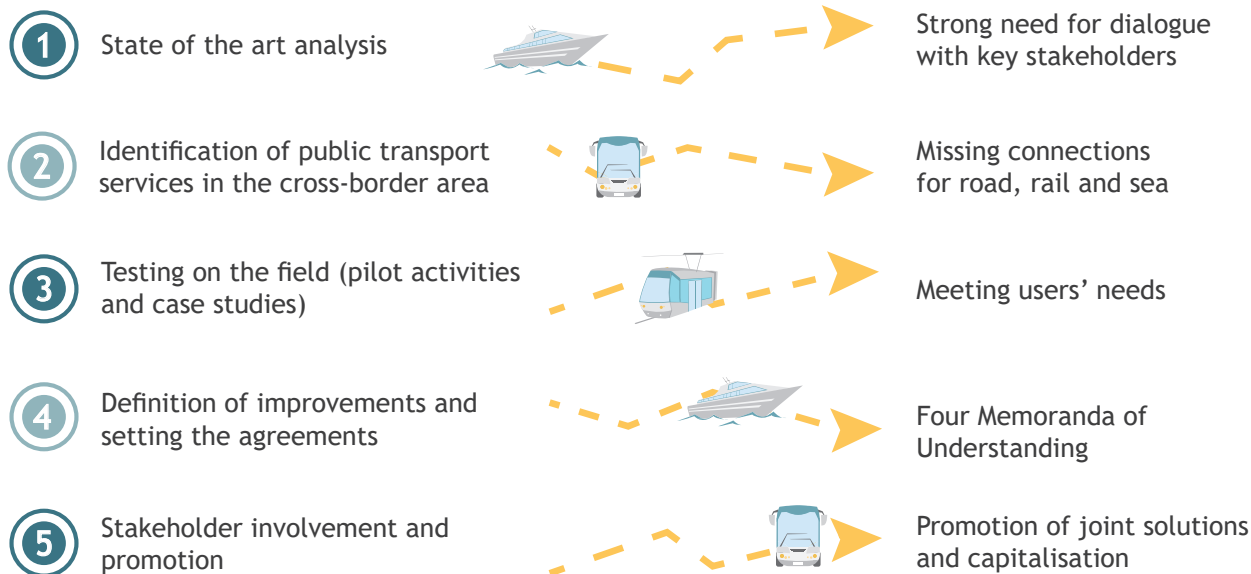 1
State of the art analysis
Strong need for dialogue
with key stakeholders
2
Identification of public transport
services in the cross-border area
Missing connections
for road, rail and sea
3
Testing on the field (pilot activities
and case studies)
Meeting users’ needs
4
Definition of improvements and
setting the agreements
Four Memoranda of
Understanding
5
Stakeholder involvement and
promotion
Promotion of joint solutions
and capitalisation